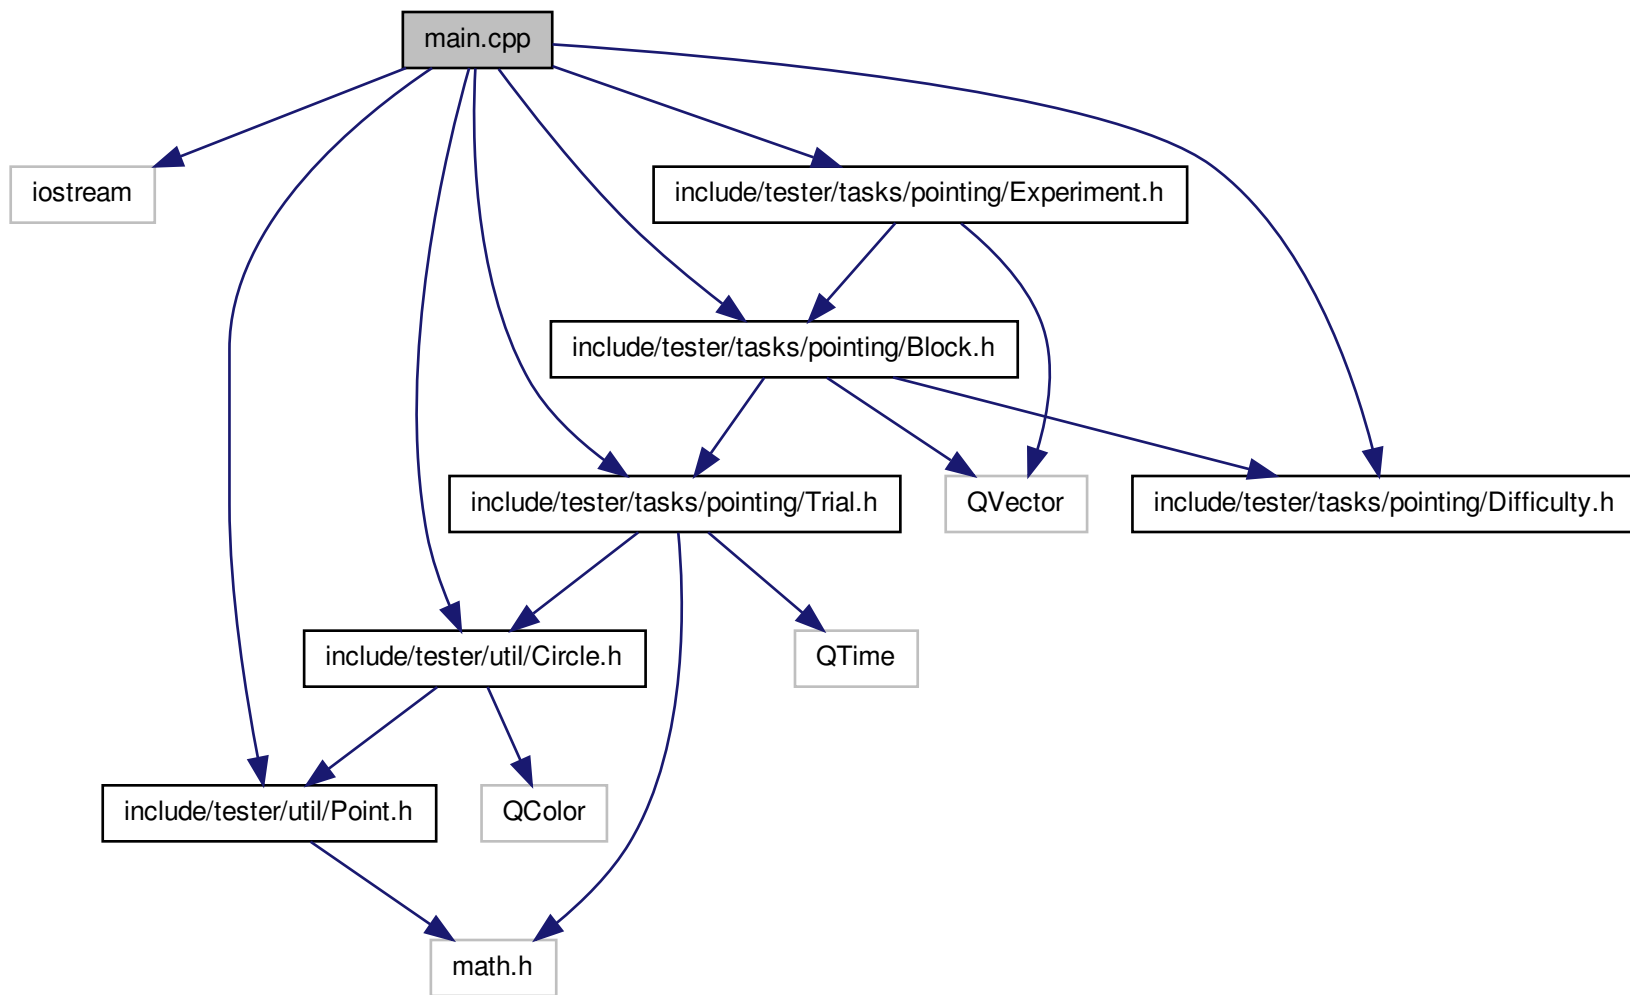 main.cpp
iostream
include/tester/tasks/pointing/Experiment.h
include/tester/tasks/pointing/Block.h
include/tester/tasks/pointing/Trial.h
QVector
include/tester/tasks/pointing/Difficulty.h
include/tester/util/Circle.h
QTime
include/tester/util/Point.h
QColor
math.h